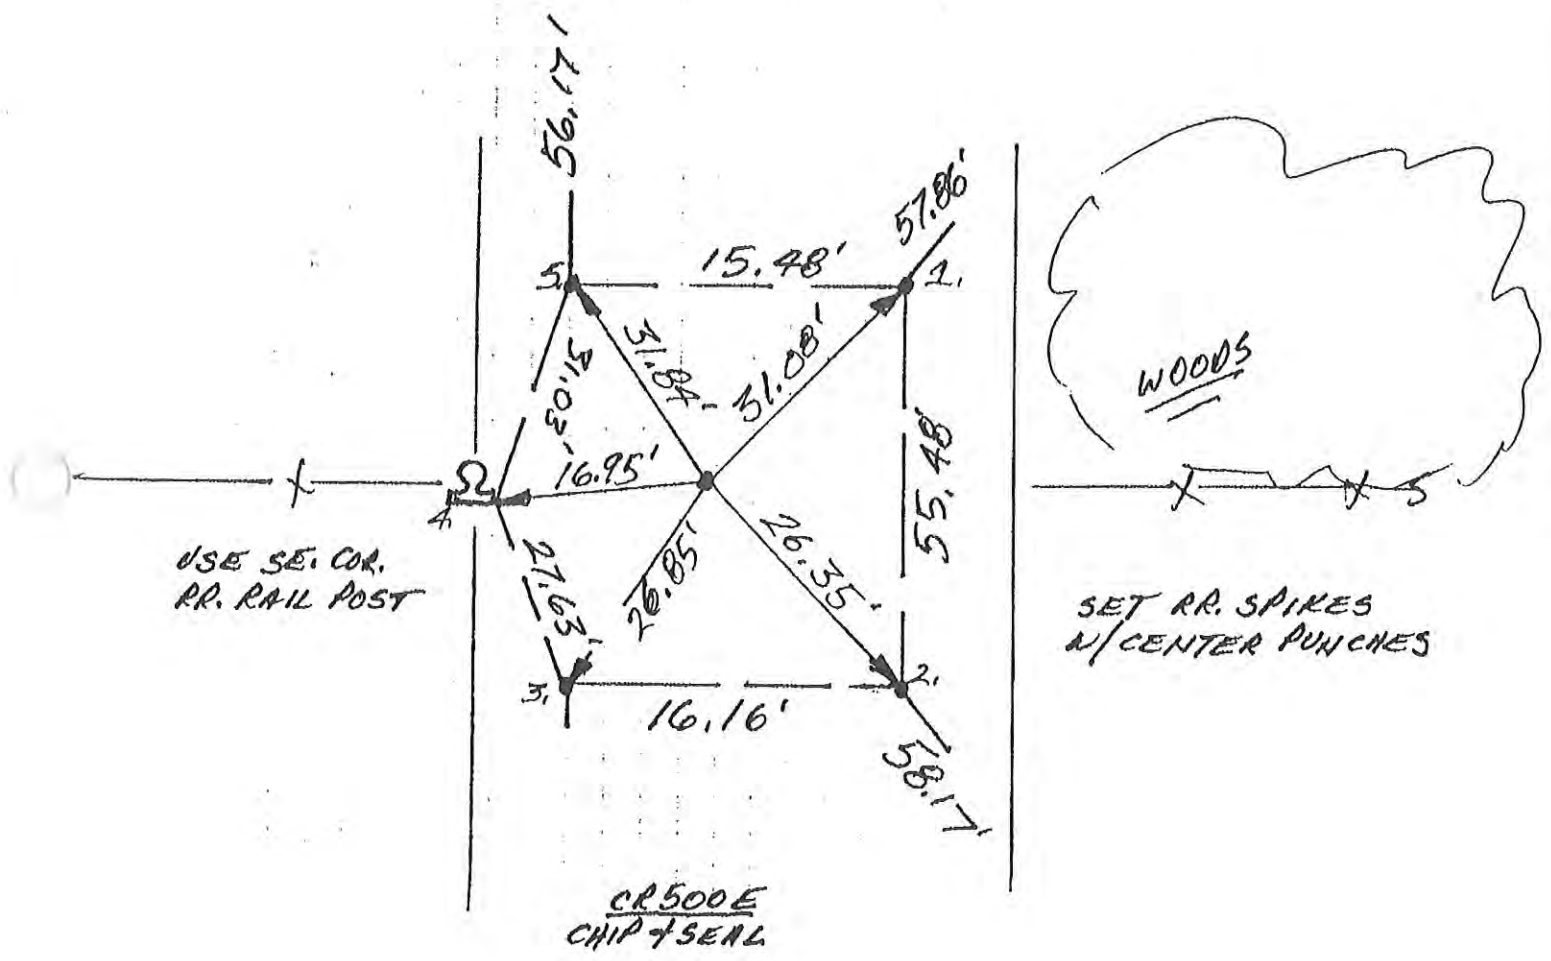 56.17'
57.86'
5.
15.48'
1.
31.84'
31.08'
31.03'
WOODS
16.95'
4.
55.48'
27.63'
26.85'
26.35'
USE SE. COR.
RR. RAIL POST
SET RR. SPIKES
W/CENTER PUNCHES
3.
2.
16.16'
58.17'
CR500E
CHIP & SEAL